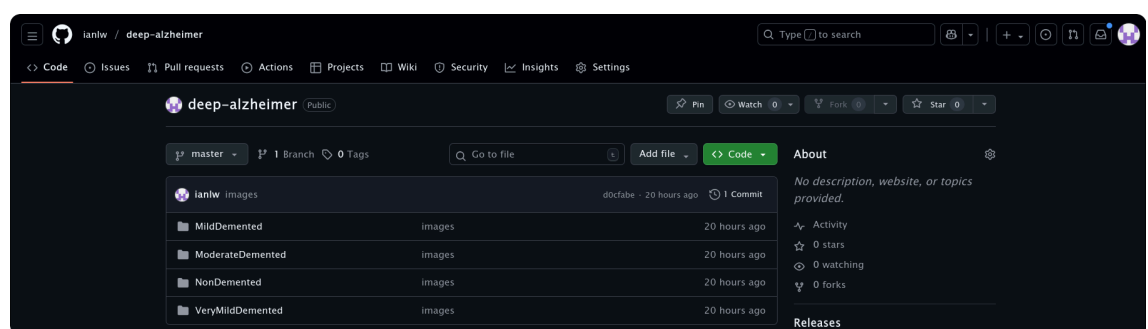 ianlw / deep-alzheimer
Type / to search
Code Issues Pull requests Actions Projects Wiki Security Insights Settings
deep-alzheimer Public
Pin Watch 0 Fork 0 Star 0
master 1 Branch 0 Tags Go to file t Add file Code
About
No description, website, or topics
provided.
ianlw images d0cfabe · 20 hours ago 1 Commit
MildDemented images 20 hours ago
Activity
ModerateDemented images 20 hours ago
0 stars
0 watching
NonDemented images 20 hours ago
0 forks
VeryMildDemented images 20 hours ago
Releases